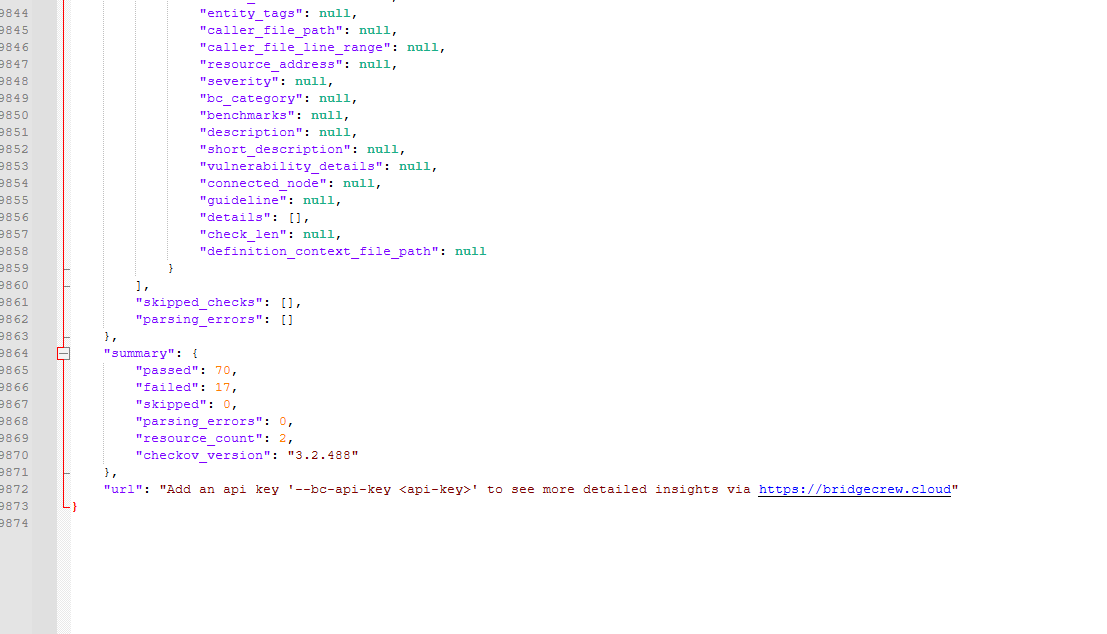 9844 "entity_tags": null,
9845 "caller_file_path": null,
9846 "caller_file_line_range": null,
9847 "resource_address": null,
9848 "severity": null,
9849 "bc_category": null,
9850 "benchmarks": null,
9851 "description": null,
9852 "short_description": null,
9853 "vulnerability_details": null,
9854 "connected_node": null,
9855 "guideline": null,
9856 "details": [],
9857 "check_len": null,
9858 "definition_context_file_path": null
9859 }
9860 ],
9861 "skipped_checks": [],
9862 "parsing_errors": []
9863 },
9864 "summary": {
9865 "passed": 70,
9866 "failed": 17,
9867 "skipped": 0,
9868 "parsing_errors": 0,
9869 "resource_count": 2,
9870 "checkov_version": "3.2.488"
9871 },
9872 "url": "Add an api key '--bc-api-key <api-key>' to see more detailed insights via https://bridgecrew.cloud"
9873 }
9874